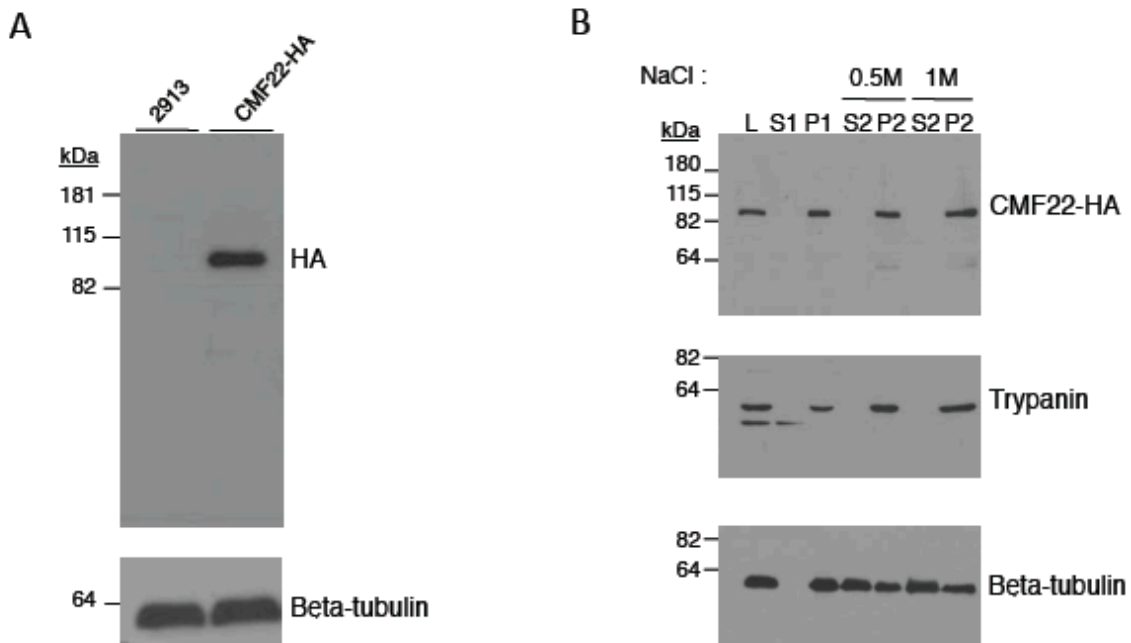 A
2913
CMF22-HA
kDa
181
115
82
HA
64
Beta-tubulin
B
NaCl :
0.5M
1M
L S1 P1 S2 P2 S2 P2
kDa
180
115
82
64
CMF22-HA
82
64
Trypanin
82
64
Beta-tubulin